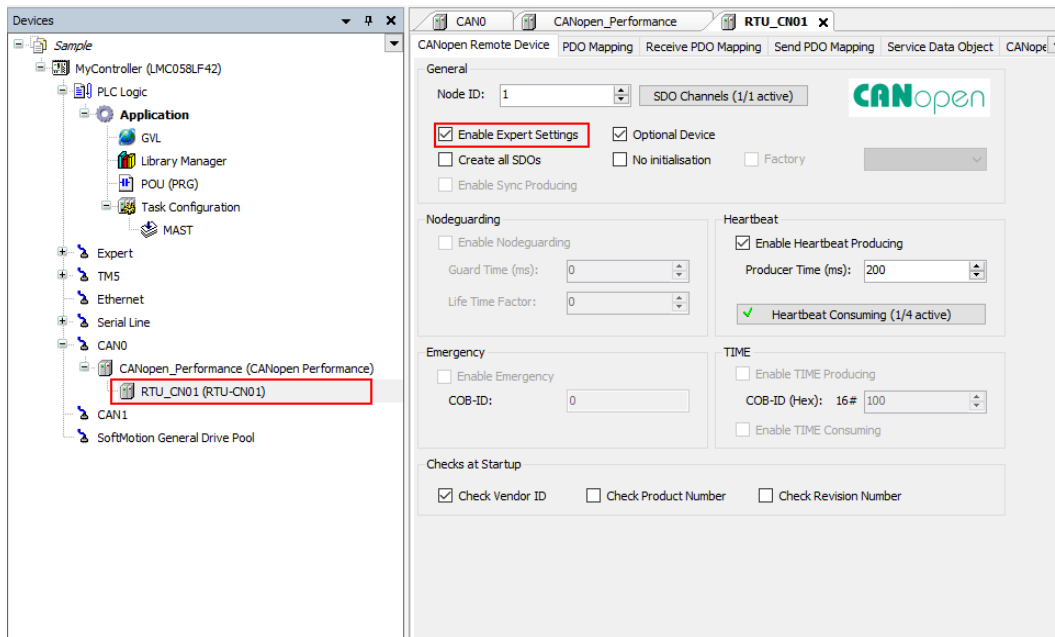 Devices
Sample
MyController (LMC058LF42)
PLC Logic
Application
GVL
Library Manager
POU (PRG)
Task Configuration
MAST
Expert
TM5
Ethernet
Serial Line
CAN0
CANopen_Performance (CANopen Performance)
RTU_CN01 (RTU-CN01)
CAN1
SoftMotion General Drive Pool
CAN0 CANopen_Performance RTU_CN01
CANopen Remote Device PDO Mapping Receive PDO Mapping Send PDO Mapping Service Data Object CANope
General
Node ID: 1 SDO Channels (1/1 active) CANopen
Enable Expert Settings Optional Device
Create all SDOs No initialisation Factory
Enable Sync Producing
Nodeguarding
Enable Nodeguarding
Guard Time (ms): 0
Life Time Factor: 0
Heartbeat
Enable Heartbeat Producing
Producer Time (ms): 200
Heartbeat Consuming (1/4 active)
Emergency
Enable Emergency
COB-ID: 0
TIME
Enable TIME Producing
COB-ID (Hex): 16# 100
Enable TIME Consuming
Checks at Startup
Check Vendor ID Check Product Number Check Revision Number